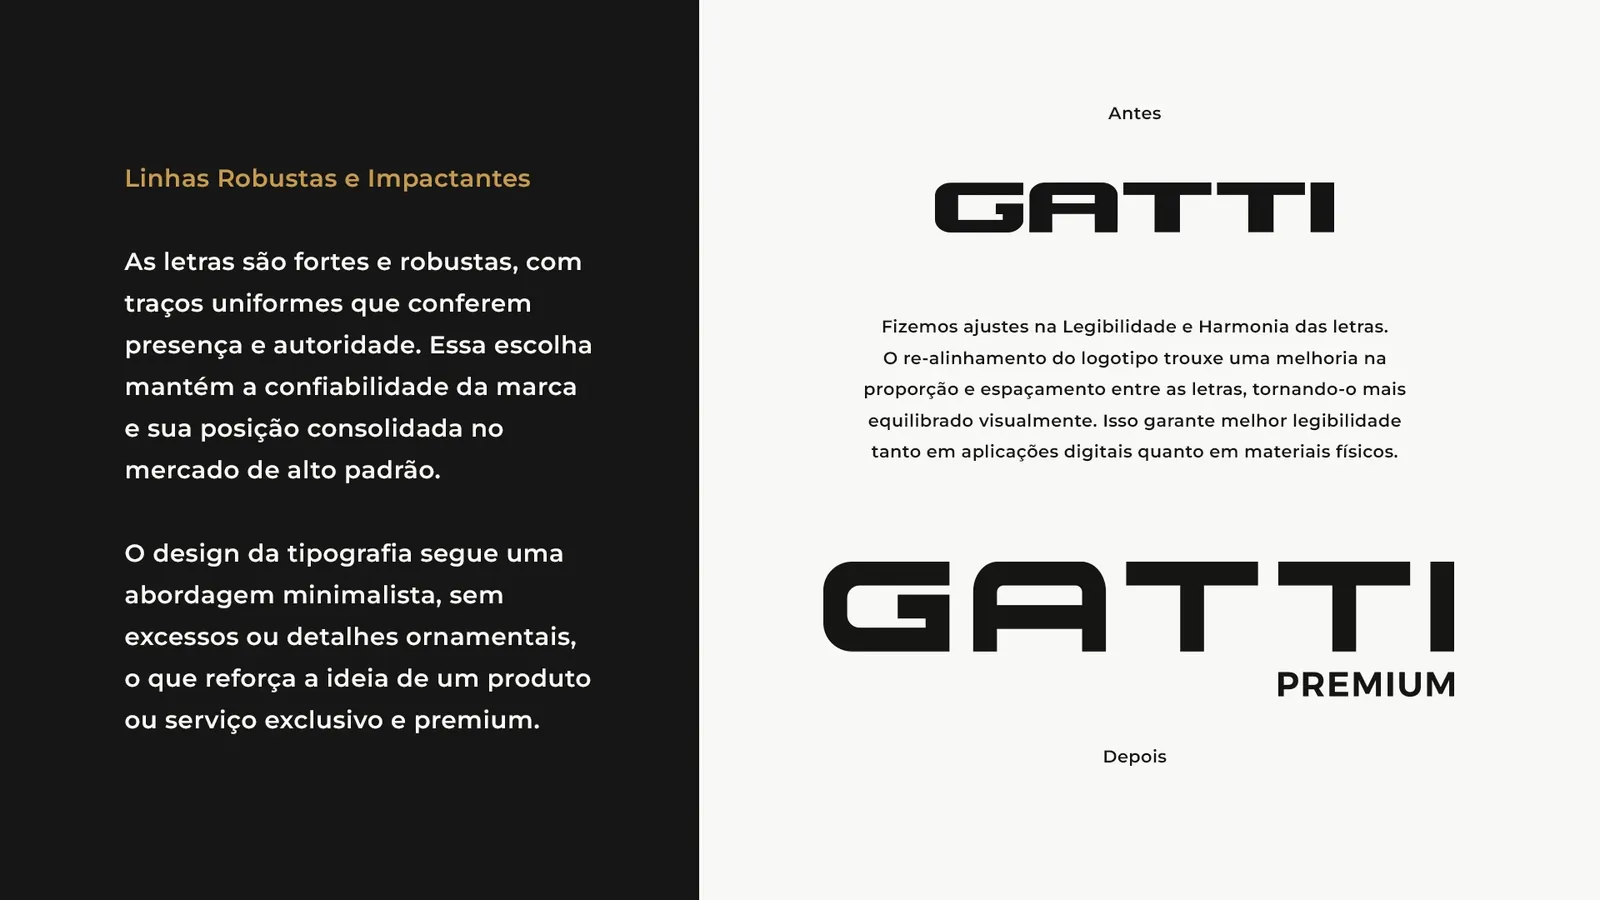 Linhas Robustas e Impactantes
As letras são fortes e robustas, com
traços uniformes que conferem
presença e autoridade. Essa escolha
mantém a confiabilidade da marca
e sua posição consolidada no
mercado de alto padrão.
O design da tipografia segue uma
abordagem minimalista, sem
excessos ou detalhes ornamentais,
o que reforça a ideia de um produto
ou serviço exclusivo e premium.
Antes
GATTI
Fizemos ajustes na Legibilidade e Harmonia das letras.
O re-alinhamento do logotipo trouxe uma melhoria na
proporção e espaçamento entre as letras, tornando-o mais
equilibrado visualmente. Isso garante melhor legibilidade
tanto em aplicações digitais quanto em materiais físicos.
GATTI
PREMIUM
Depois